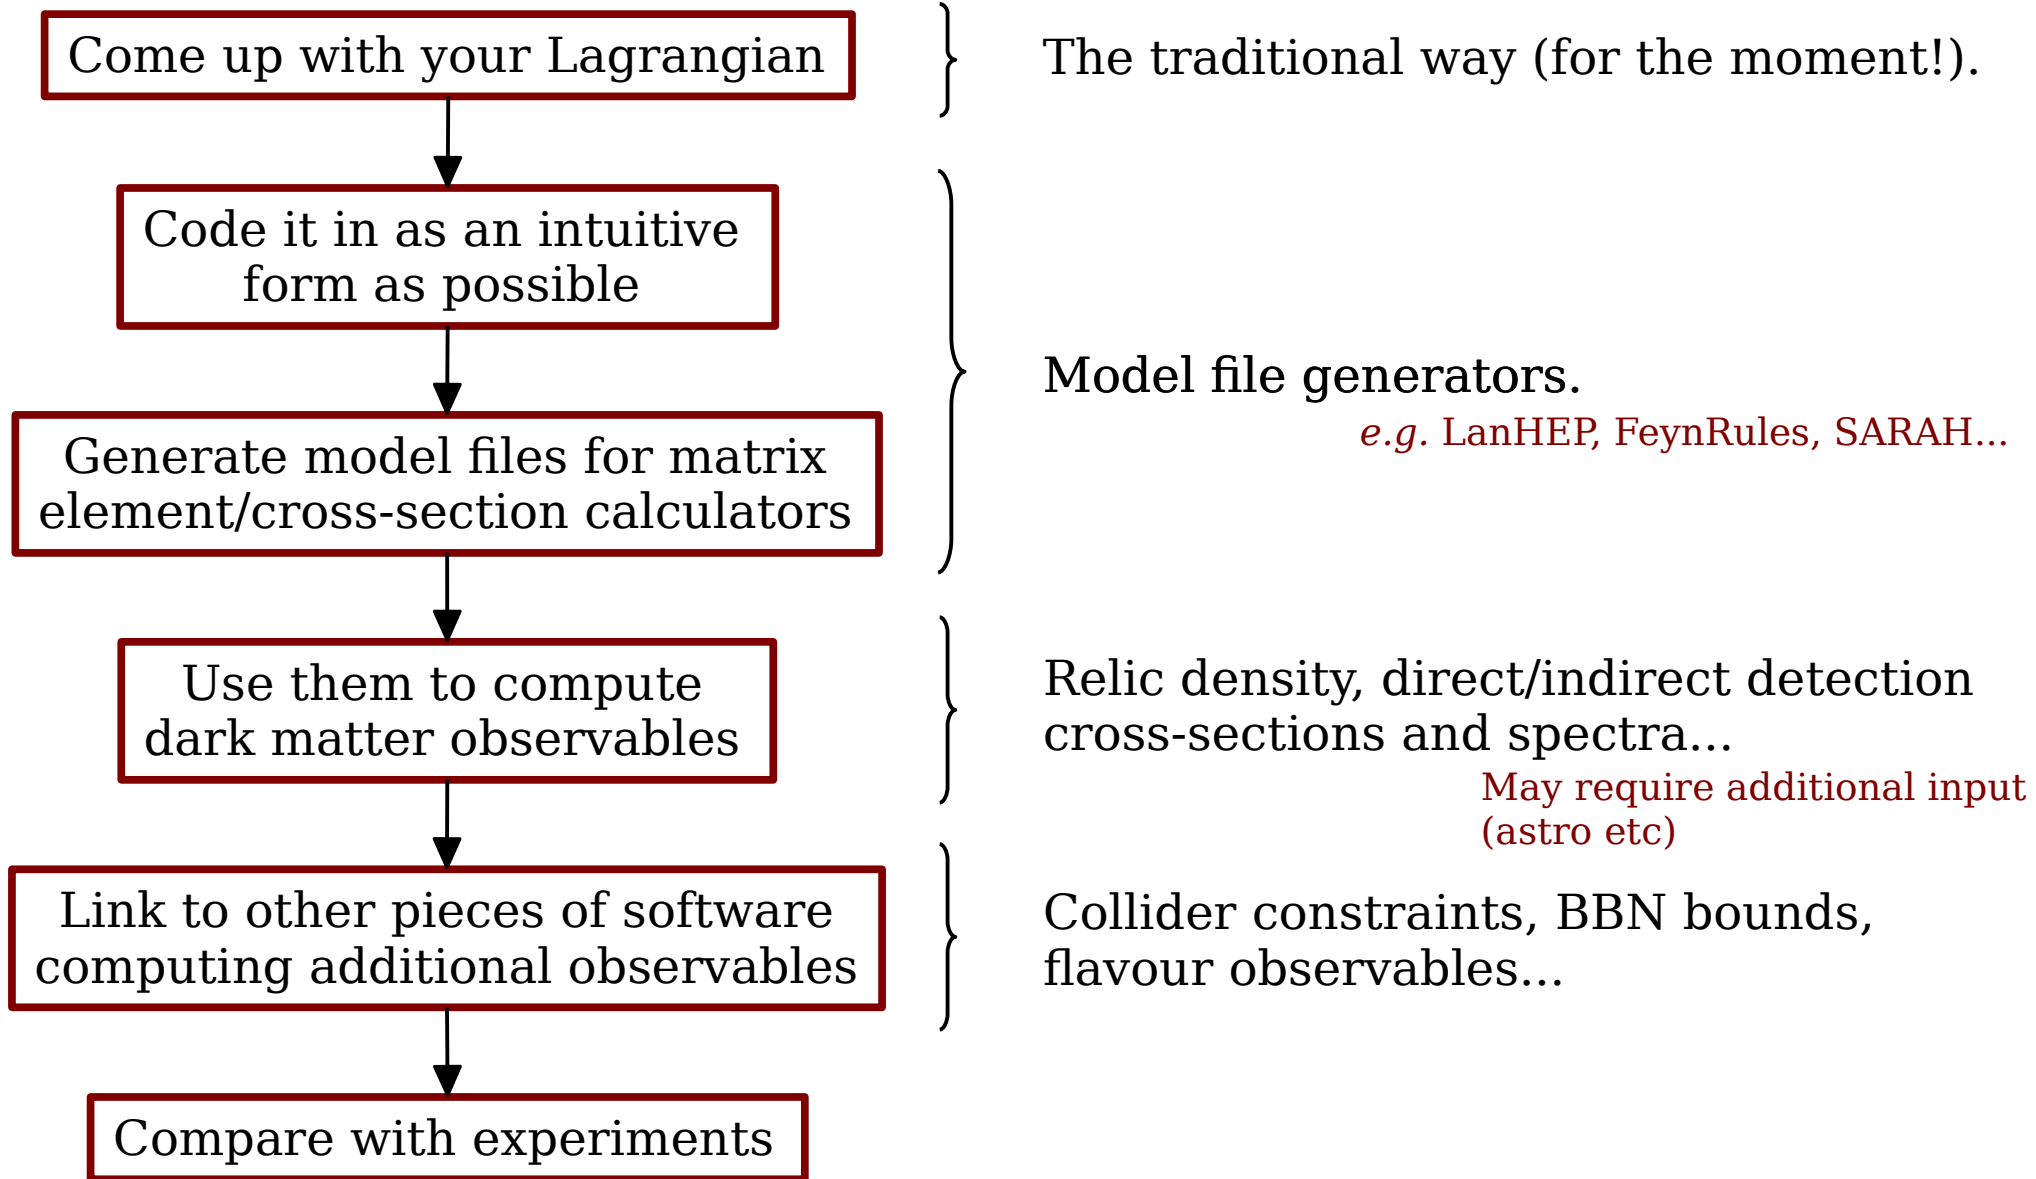 Come up with your Lagrangian
The traditional way (for the moment!).
Code it in as an intuitive
form as possible
Model file generators.
e.g. LanHEP, FeynRules, SARAH...
Generate model files for matrix
element/cross-section calculators
Use them to compute
dark matter observables
Relic density, direct/indirect detection
cross-sections and spectra...
May require additional input
(astro etc)
Link to other pieces of software
computing additional observables
Collider constraints, BBN bounds,
flavour observables...
Compare with experiments